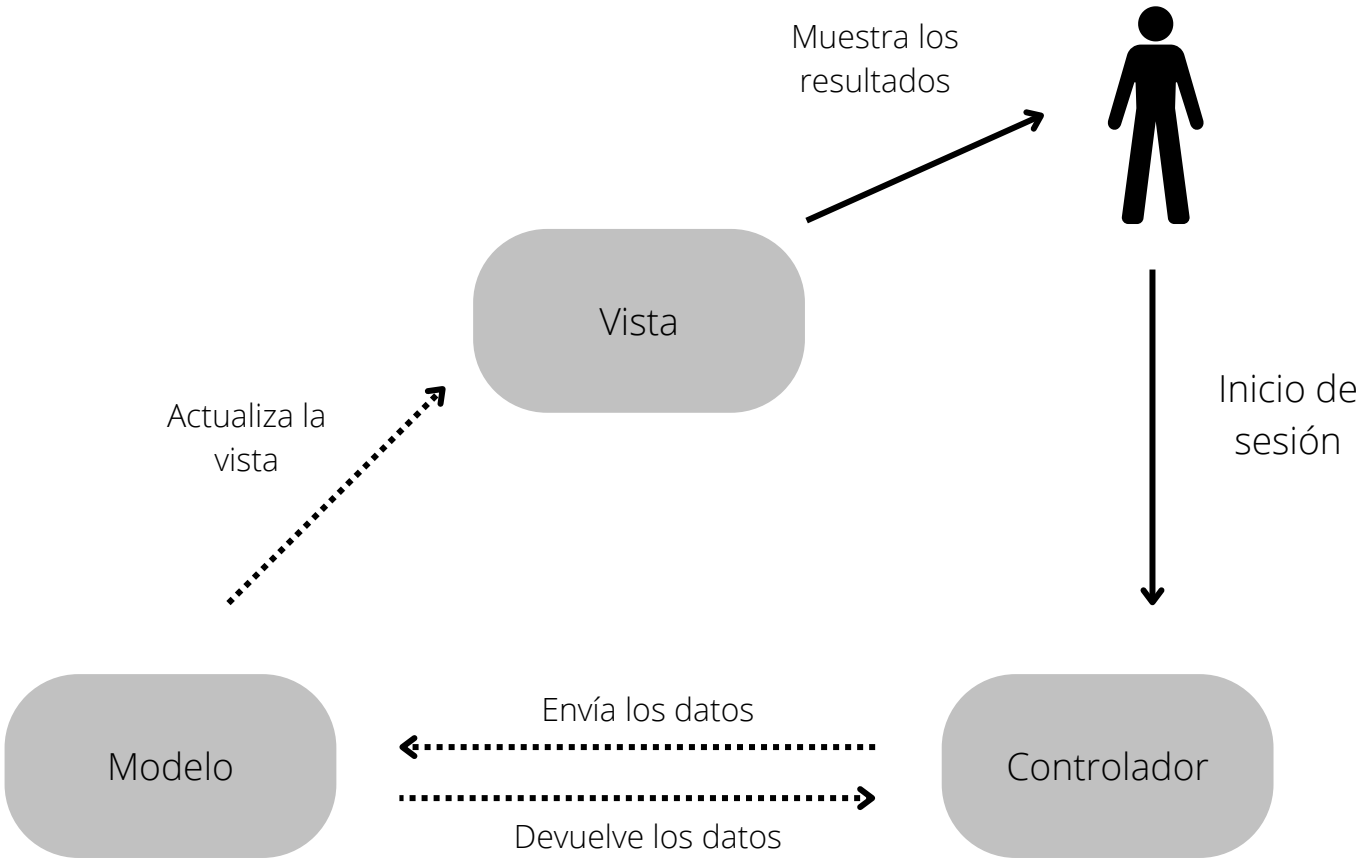 Muestra los
resultados
Vista
Inicio de
sesión
Actualiza la
vista
Envía los datos
Modelo
Controlador
Devuelve los datos